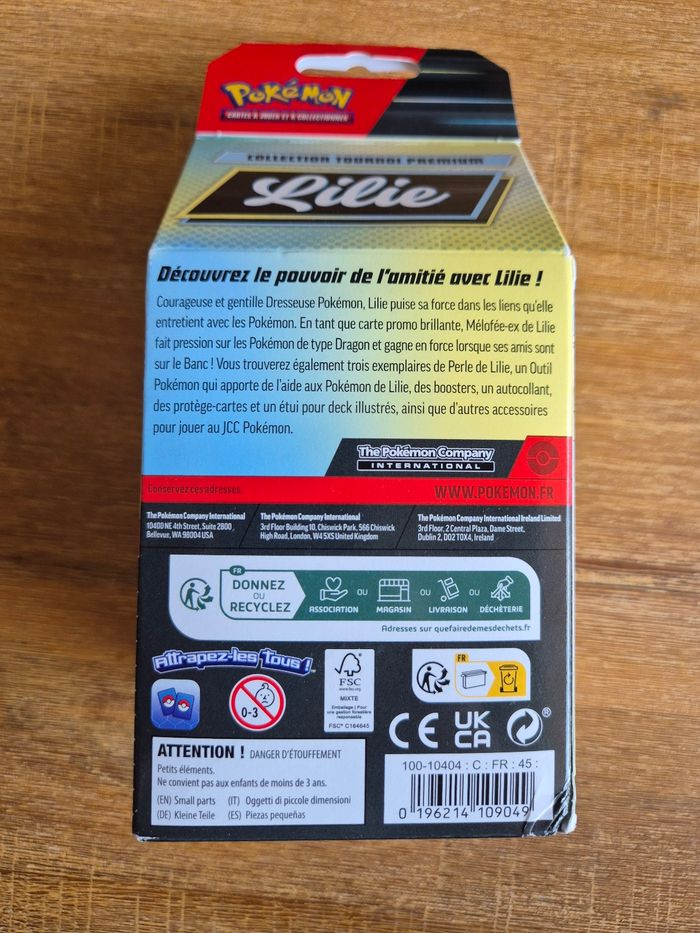 POKéMON
CARTES À JOUER ET À COLLECTIONNER
COLLECTION TOURNOI PREMIUM
Lilie
Découvrez le pouvoir de l'amitié avec Lilie !
Courageuse et gentille Dresseuse Pokémon, Lilie puise sa force dans les liens qu'elle
entretient avec les Pokémon. En tant que carte promo brillante, Mélofée-ex de Lilie
fait pression sur les Pokémon de type Dragon et gagne en force lorsque ses amis sont
sur le Banc ! Vous trouverez également trois exemplaires de Perle de Lilie, un Outil
Pokémon qui apporte de l'aide aux Pokémon de Lilie, des boosters, un autocollant,
des protège-cartes et un étui pour deck illustrés, ainsi que d'autres accessoires
pour jouer au JCC Pokémon.
The Pokémon Company
INTERNATIONAL
Conservez ces adresses.
WWW.POKEMON.FR
The Pokémon Company International
10400 NE 4th Street, Suite 2800,
Bellevue, WA 98004 USA
The Pokémon Company International
3rd Floor Building 10, Chiswick Park, 566 Chiswick
High Road, London, W4 5XS United Kingdom
The Pokémon Company International Ireland Limited
3rd Floor, 2 Central Plaza, Dame Street,
Dublin 2, D02 T0X4, Ireland
FR
DONNEZ
OU
RECYCLEZ
ASSOCIATION
OU
MAGASIN
OU
LIVRAISON
OU
DÉCHÈTERIE
Adresses sur quefairedemesdechets.fr
Attrapez-les Tous !
0-3
FSC
www.fsc.org
MIXTE
Emballage | Pour
une gestion forestière
responsable
FSC® C164645
FR
CE
UK
CA
®
ATTENTION ! DANGER D'ÉTOUFFEMENT
Petits éléments.
Ne convient pas aux enfants de moins de 3 ans.
(EN) Small parts (IT) Oggetti di piccole dimensioni
(DE) Kleine Teile (ES) Piezas pequeñas
100-10404 : C : FR : 45 :
0 196214 109049